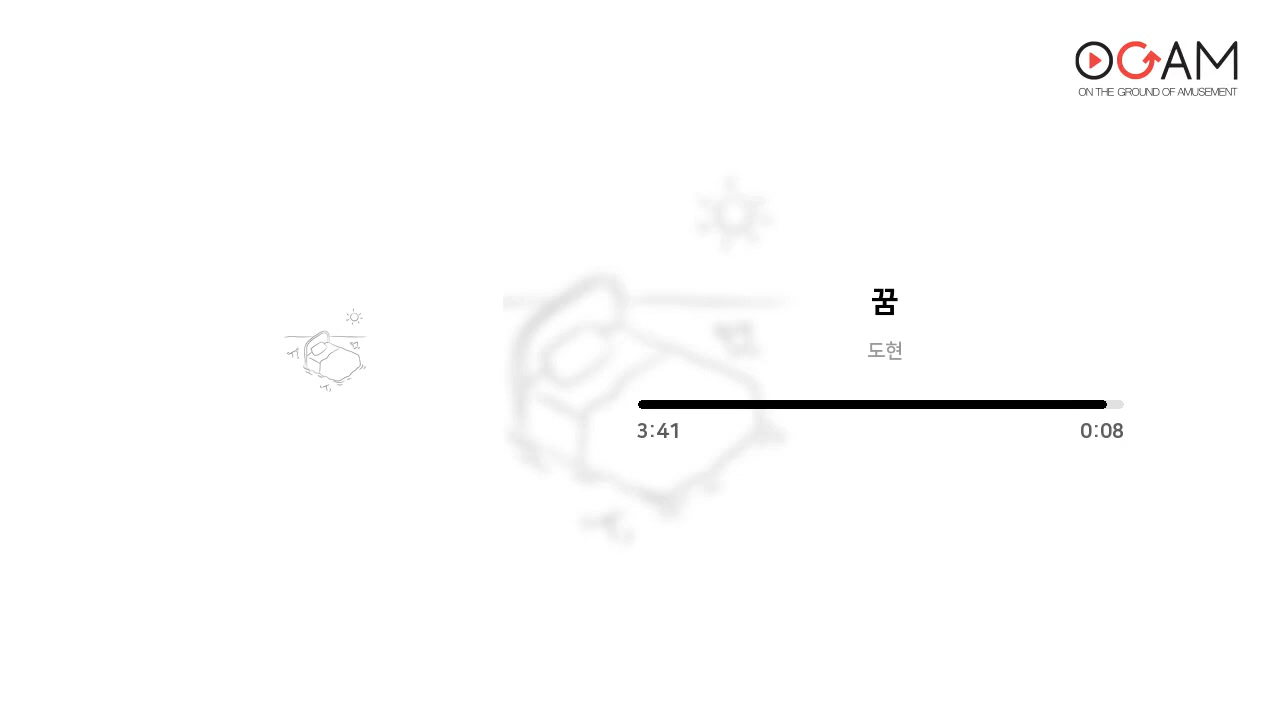 OGAM
ON THE GROUND OF AMUSEMENT
꿈
도현
3:41
0:08